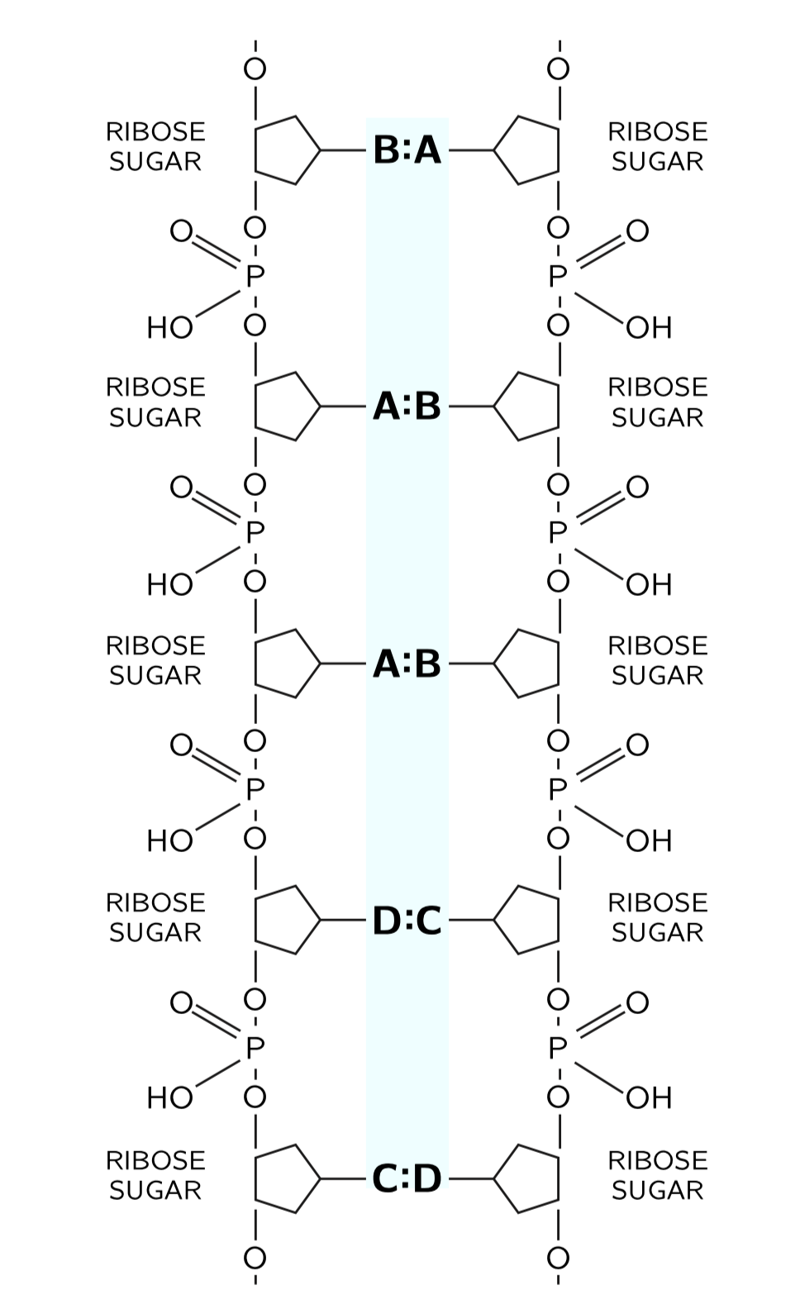 O O
RIBOSE SUGAR B:A RIBOSE SUGAR
O O O O
P P
HO O O OH
RIBOSE SUGAR A:B RIBOSE SUGAR
O O O O
P P
HO O O OH
RIBOSE SUGAR A:B RIBOSE SUGAR
O O O O
P P
HO O O OH
RIBOSE SUGAR D:C RIBOSE SUGAR
O O O O
P P
HO O O OH
RIBOSE SUGAR C:D RIBOSE SUGAR
O O